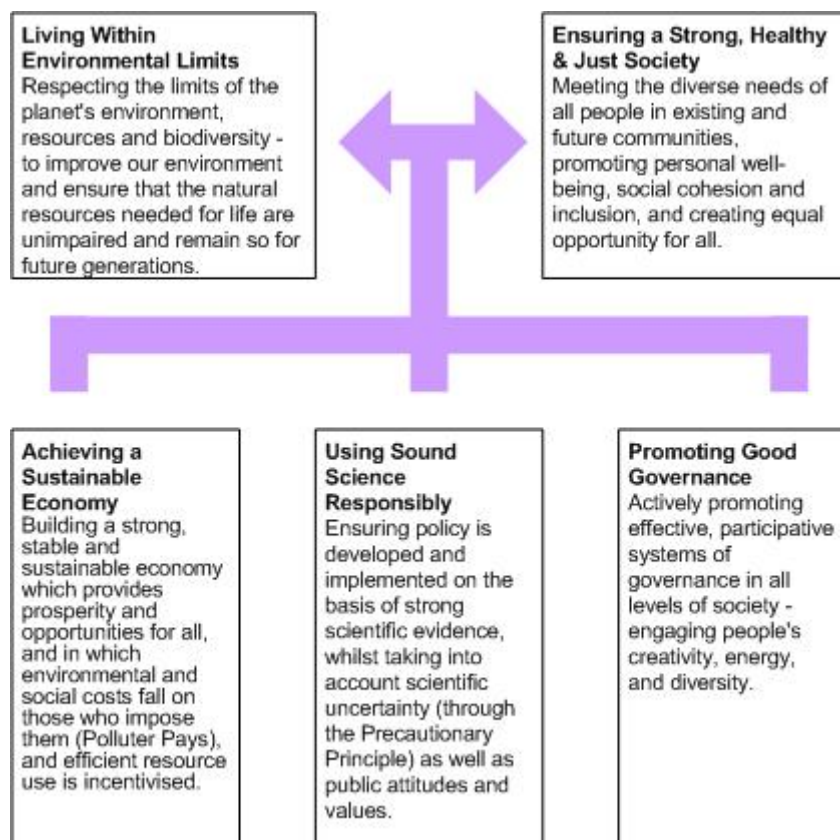 Living Within
Environmental Limits
Respecting the limits of the
planet's environment,
resources and biodiversity -
to improve our environment
and ensure that the natural
resources needed for life are
unimpaired and remain so for
future generations.
Ensuring a Strong, Healthy
& Just Society
Meeting the diverse needs of
all people in existing and
future communities,
promoting personal well-
being, social cohesion and
inclusion, and creating equal
opportunity for all.
Achieving a
Sustainable
Economy
Building a strong,
stable and
sustainable economy
which provides
prosperity and
opportunities for all,
and in which
environmental and
social costs fall on
those who impose
them (Polluter Pays),
and efficient resource
use is incentivised.
Using Sound
Science
Responsibly
Ensuring policy is
developed and
implemented on the
basis of strong
scientific evidence,
whilst taking into
account scientific
uncertainty (through
the Precautionary
Principle) as well as
public attitudes and
values.
Promoting Good
Governance
Actively promoting
effective, participative
systems of
governance in all
levels of society -
engaging people's
creativity, energy,
and diversity.